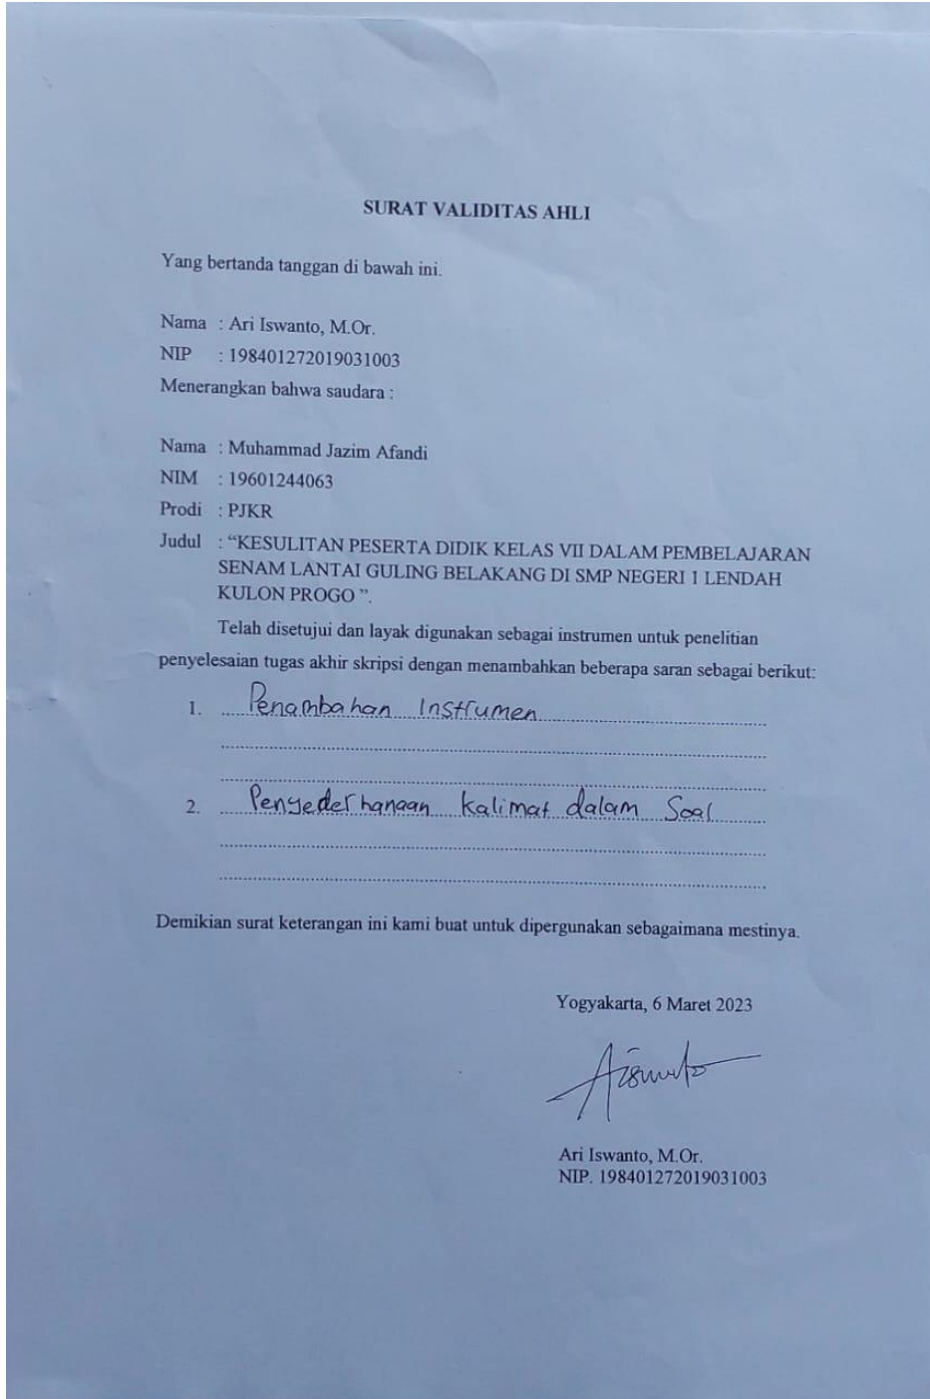 SURAT VALIDITAS AHLI
Yang bertanda tanggan di bawah ini.
Nama : Ari Iswanto, M.Or.
NIP : 198401272019031003
Menerangkan bahwa saudara :
Nama : Muhammad Jazim Afandi
NIM : 19601244063
Prodi : PJKR
Judul : “KESULITAN PESERTA DIDIK KELAS VII DALAM PEMBELAJARAN
SENAM LANTAI GULING BELAKANG DI SMP NEGERI 1 LENDAH
KULON PROGO ”.
Telah disetujui dan layak digunakan sebagai instrumen untuk penelitian
penyelesaian tugas akhir skripsi dengan menambahkan beberapa saran sebagai berikut:
1. Penambahan Instrumen
2. Penyederhanaan kalimat dalam Soal
Demikian surat keterangan ini kami buat untuk dipergunakan sebagaimana mestinya.
Yogyakarta, 6 Maret 2023
Ari Iswanto, M.Or.
NIP. 198401272019031003